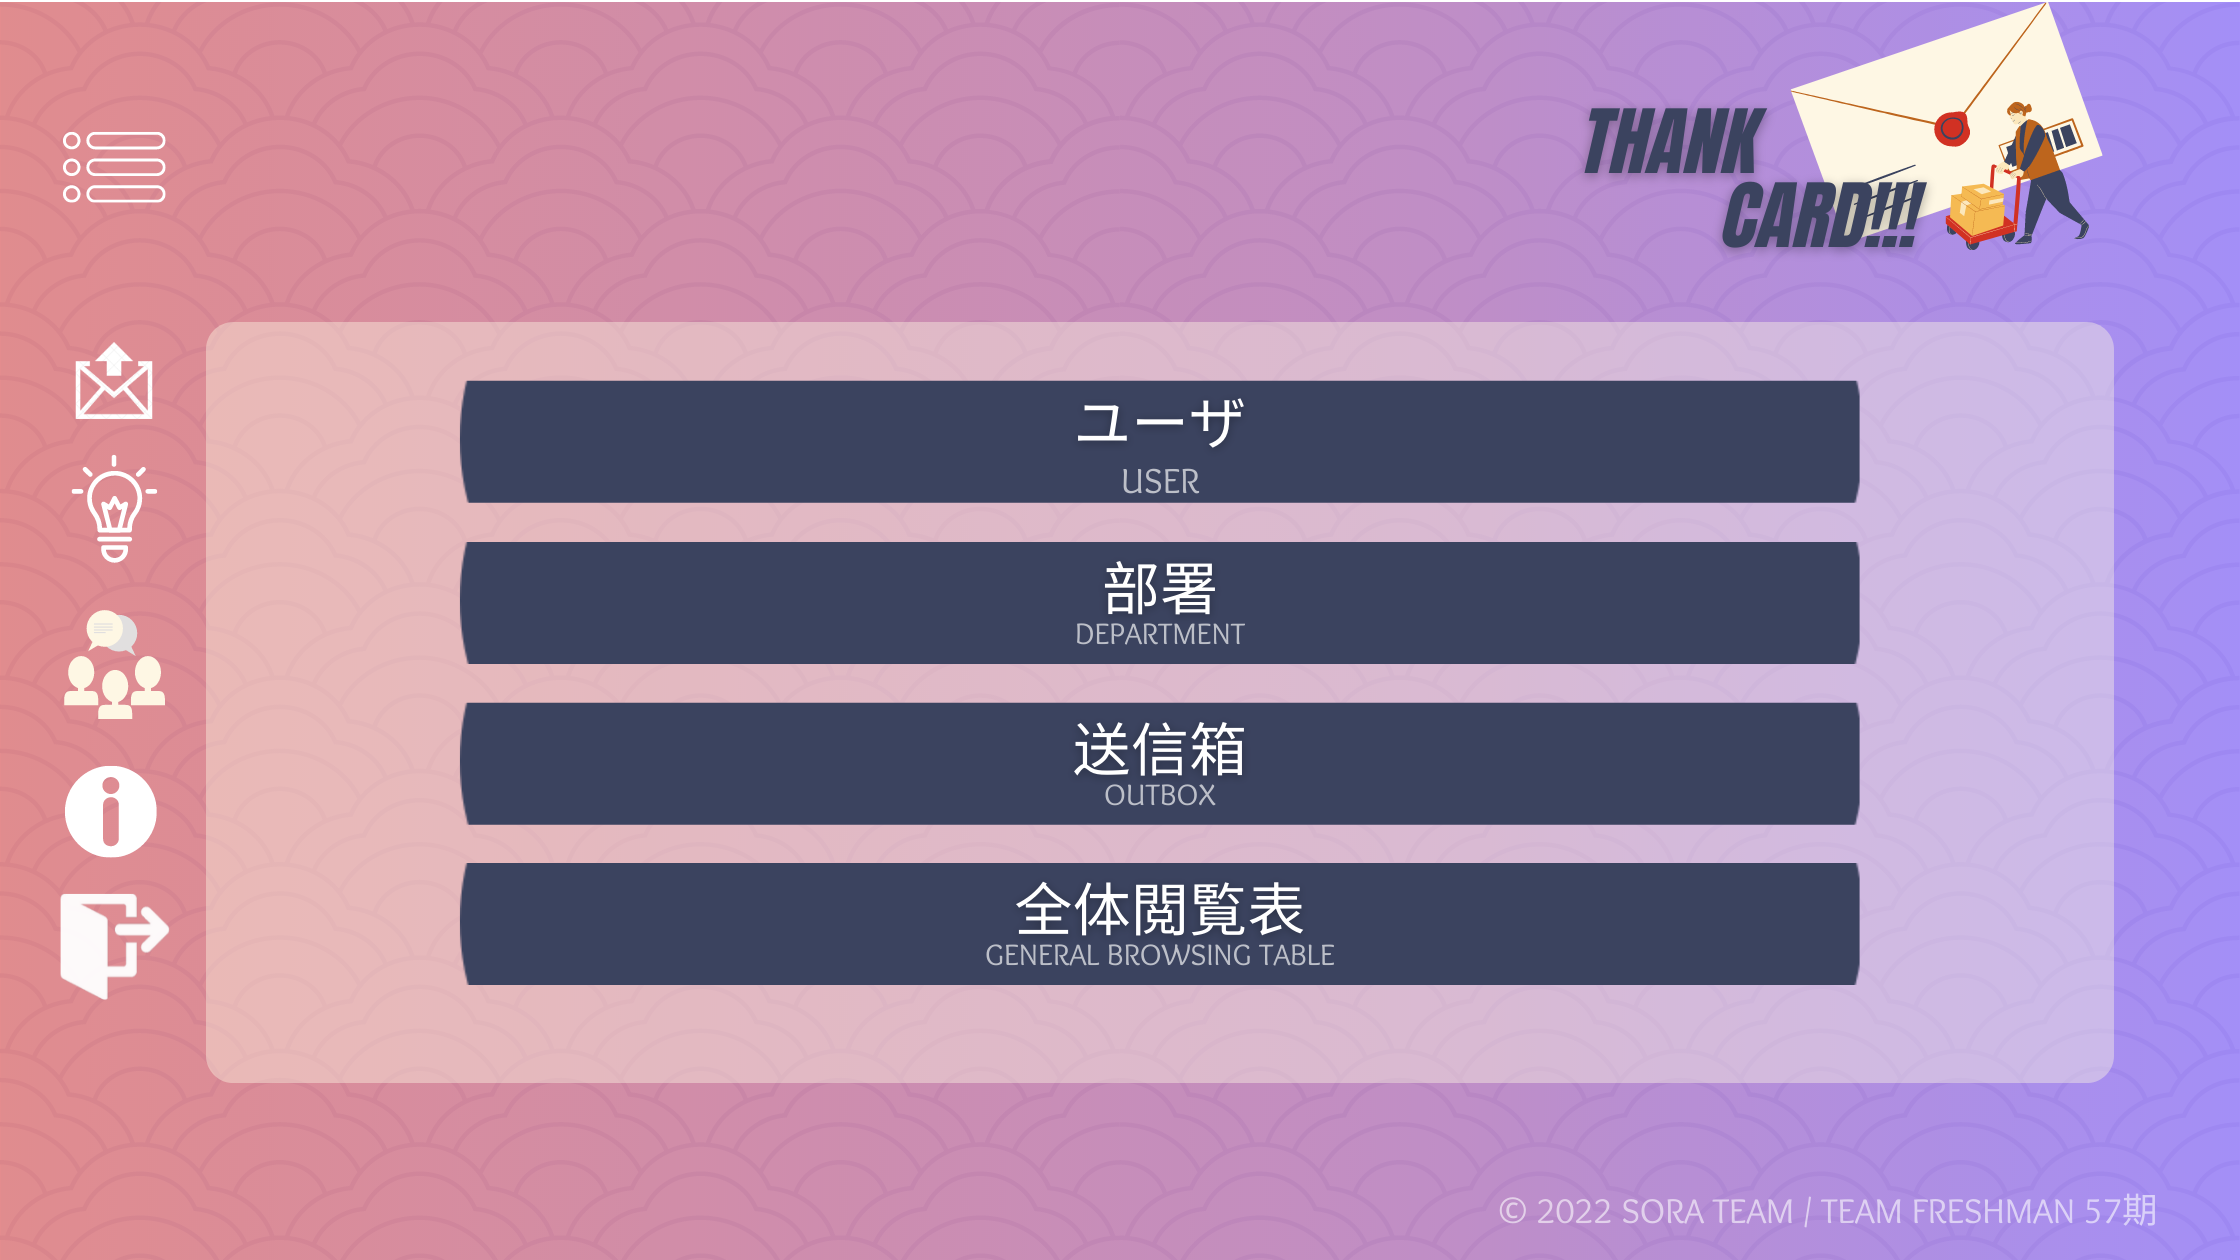 THANK
CARD!!!
ユーザ
USER
部署
DEPARTMENT
送信箱
OUTBOX
全体閲覧表
GENERAL BROWSING TABLE
© 2022 SORA TEAM / TEAM FRESHMAN 57期